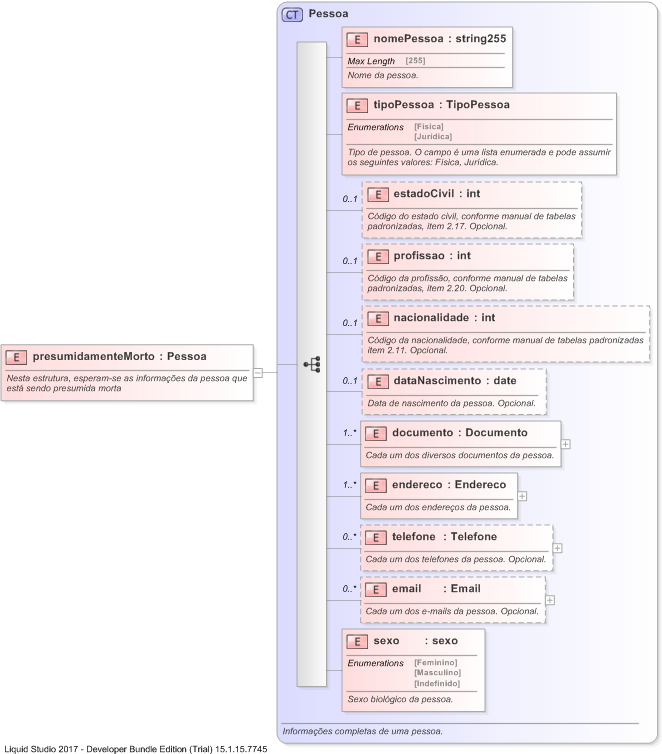 CT Pessoa
E nomePessoa : string255
Max Length [255]
Nome da pessoa.
E tipoPessoa : TipoPessoa
Enumerations [Física]
[Jurídica]
Tipo de pessoa. O campo é uma lista enumerada e pode assumir
os seguintes valores: Física, Jurídica.
0..1 E estadoCivil : int
Código do estado civil, conforme manual de tabelas
padronizadas, item 2.17. Opcional.
0..1 E profissao : int
Código da profissão, conforme manual de tabelas
padronizadas, item 2.20. Opcional.
0..1 E nacionalidade : int
Código da nacionalidade, conforme manual de tabelas padronizadas
item 2.11. Opcional.
E presumidamenteMorto : Pessoa
Nesta estrutura, esperam-se as informações da pessoa que
está sendo presumida morta
0..1 E dataNascimento : date
Data de nascimento da pessoa. Opcional.
1..* E documento : Documento
Cada um dos diversos documentos da pessoa.
1..* E endereco : Endereco
Cada um dos endereços da pessoa.
0..* E telefone : Telefone
Cada um dos telefones da pessoa. Opcional.
0..* E email : Email
Cada um dos e-mails da pessoa. Opcional.
E sexo : sexo
Enumerations [Feminino]
[Masculino]
[Indefinido]
Sexo biológico da pessoa.
Informações completas de uma pessoa.
Liquid Studio 2017 - Developer Bundle Edition (Trial) 15.1.15.7745